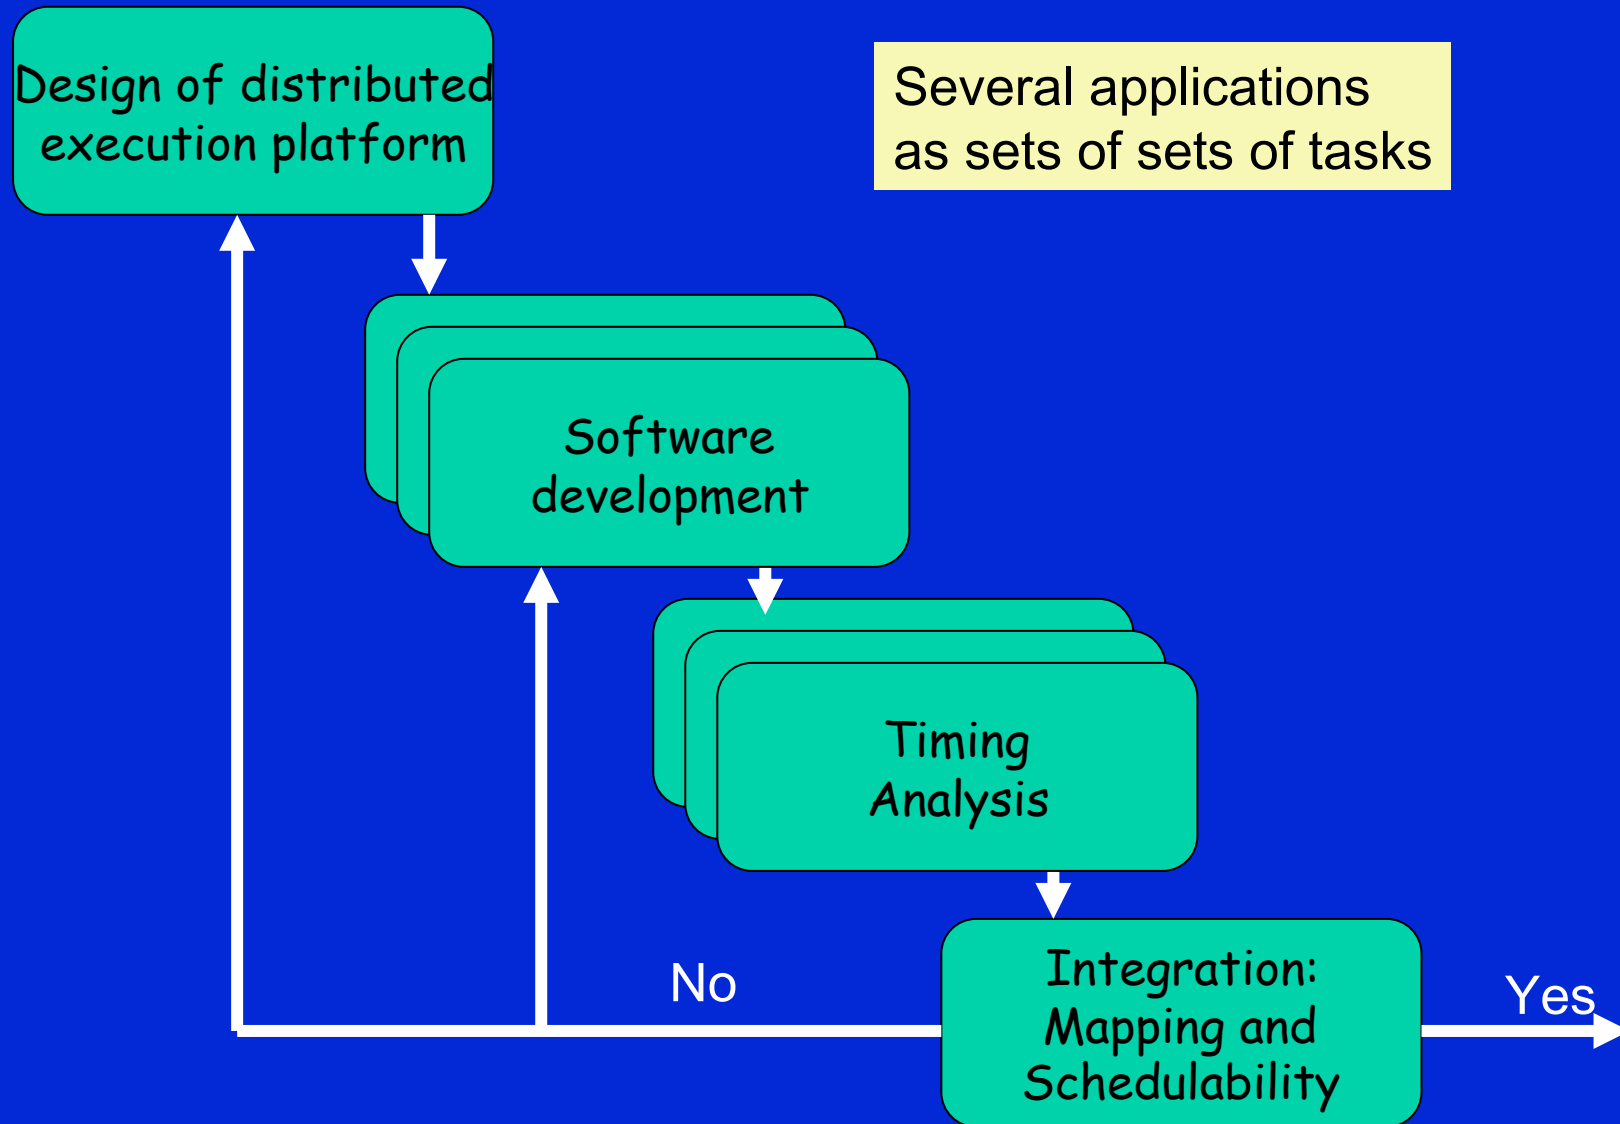 Design of distributed
execution platform
Several applications
as sets of sets of tasks
Software
development
Timing
Analysis
No
Integration:
Mapping and
Schedulability
Yes